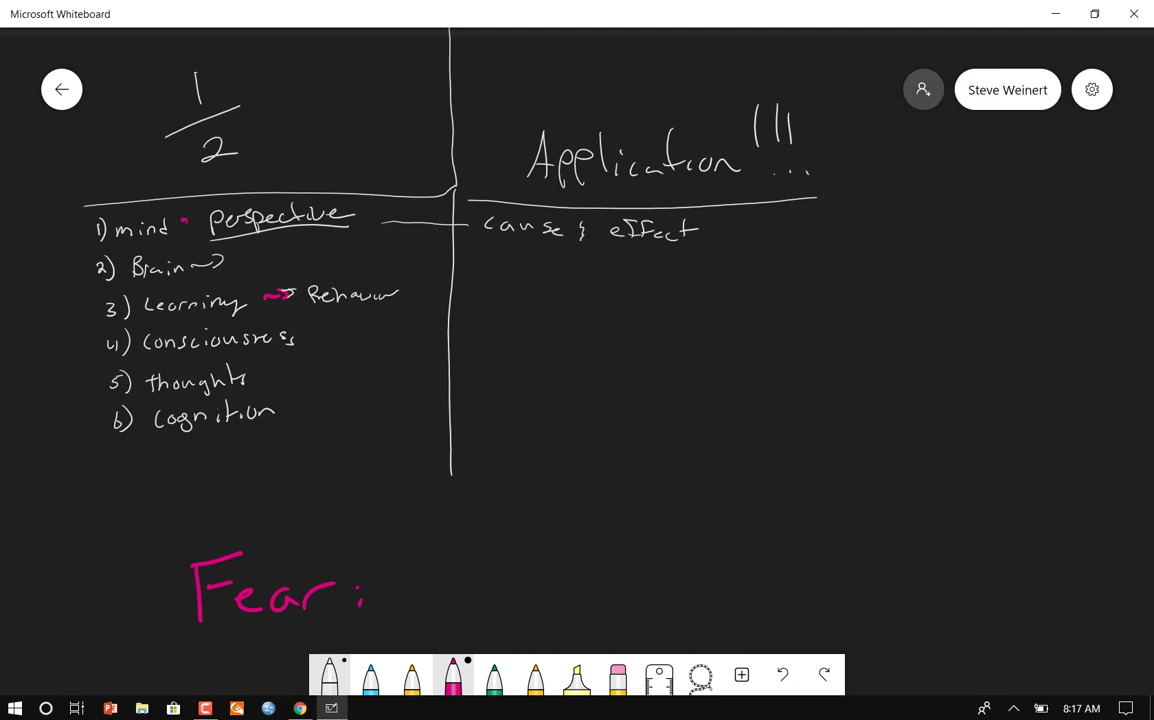 Microsoft Whiteboard
Steve Weinert
1
2
Application !!!
1) mind • perspective
cause & effect
2) Brain
3) Learning → Behavior
4) consciousness
5) thoughts
6) cognition
Fear:
8:17 AM